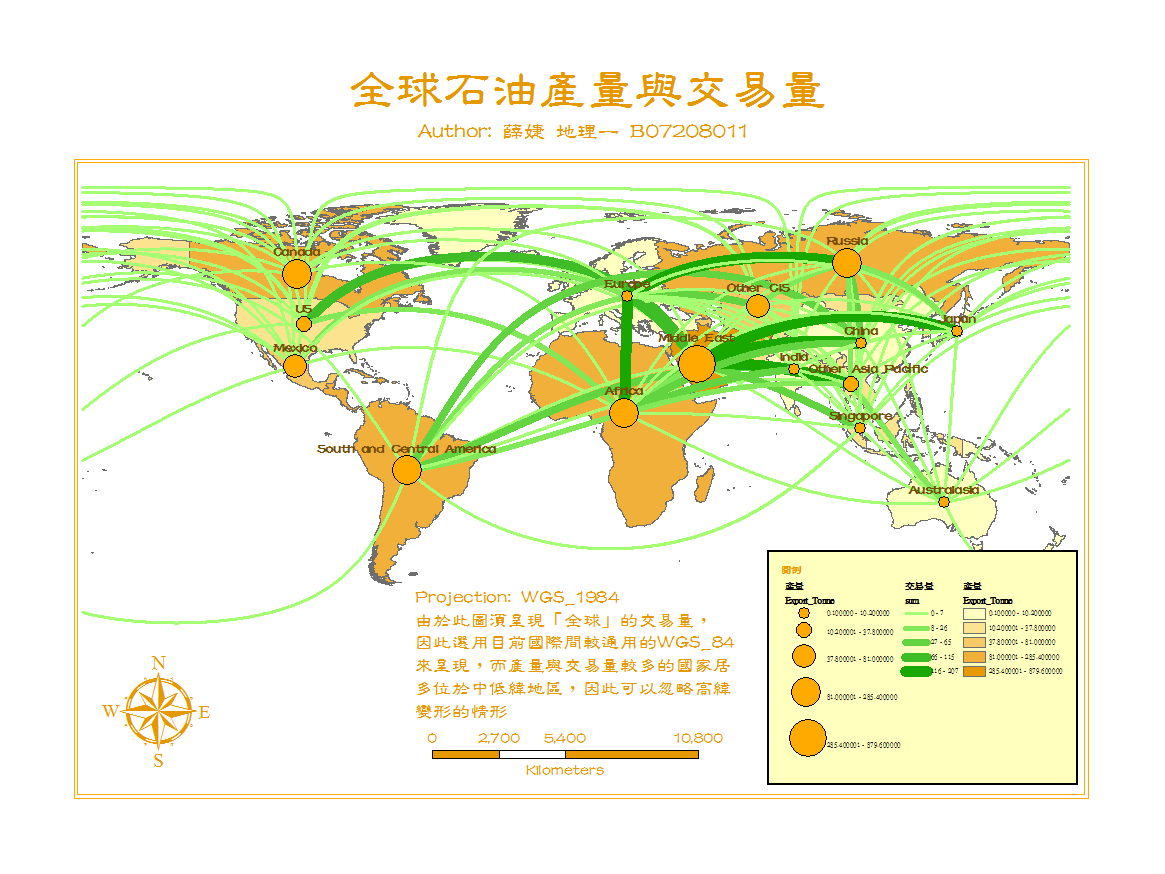 全球石油產量與交易量
Author: 薛婕 地理一 B07208011
Canada
Russia
Europe
Other CIS
US
Japan
China
Middle East
Mexico
India
Other Asia Pacific
Africa
Singapore
South and Central America
Australasia
圖例
產量
Export_Tonne
0.100000 - 10.200000
10.200001 - 37.800000
37.800001 - 81.000000
81.000001 - 285.400000
285.400001 - 879.600000
交易量
sum
0 - 7
8 - 26
27 - 65
66 - 115
116 - 207
產量
Export_Tonne
0.100000 - 10.200000
10.200001 - 37.800000
37.800001 - 81.000000
81.000001 - 285.400000
285.400001 - 879.600000
Projection: WGS_1984
由於此圖須呈現「全球」的交易量，
因此選用目前國際間較通用的WGS_84
來呈現，而產量與交易量較多的國家居
多位於中低緯地區，因此可以忽略高緯
變形的情形
0 2,700 5,400 10,800
Kilometers
N
W E
S